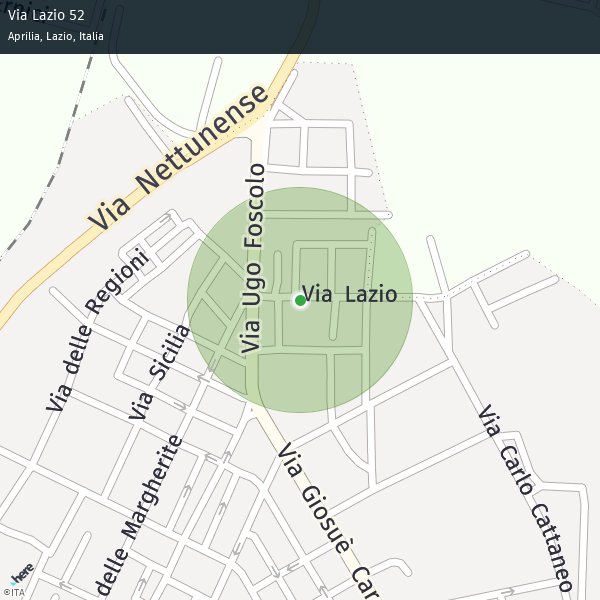 Via Lazio 52
Aprilia, Lazio, Italia
Via Nettunense
Via Ugo Foscolo
Via Lazio
Via delle Regioni
Via Sicilia
delle Margherite
Via Giosuè Car
Via Carlo Cattaneo
here
©ITA